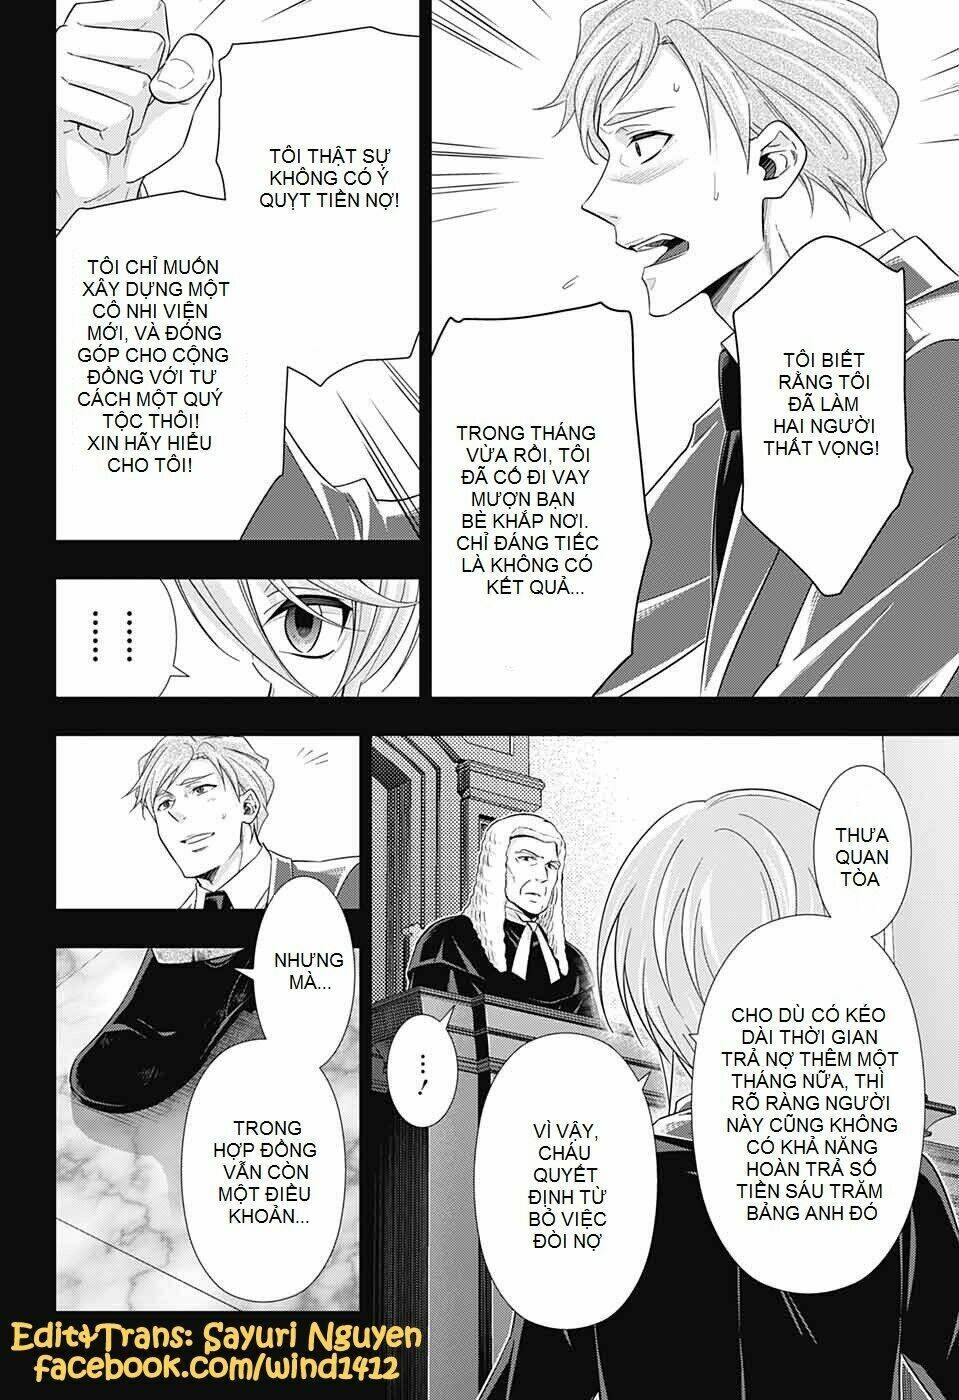 TÔI BIẾT
RẰNG TÔI
ĐÃ LÀM
HAI NGƯỜI
THẤT VỌNG!
TRONG THÁNG
VỪA RỒI, TÔI
ĐÃ CỐ ĐI VAY
MƯỢN BẠN
BÈ KHẮP NƠI.
CHỈ ĐÁNG TIẾC
LÀ KHÔNG CÓ
KẾT QUẢ...
TÔI THẬT SỰ
KHÔNG CÓ Ý
QUỴT TIỀN NỢ!
TÔI CHỈ MUỐN
XÂY DỰNG MỘT
CÔ NHI VIỆN
MỚI, VÀ ĐÓNG
GÓP CHO CỘNG
ĐỒNG VỚI TƯ
CÁCH MỘT QUÝ
TỘC THÔI!
XIN HÃY HIỂU
CHO TÔI!
......
......
THƯA
QUAN
TÒA
CHO DÙ CÓ KÉO
DÀI THỜI GIAN
TRẢ NỢ THÊM MỘT
THÁNG NỮA, THÌ
RÕ RÀNG NGƯỜI
NÀY CŨNG KHÔNG
CÓ KHẢ NĂNG
HOÀN TRẢ SỐ
TIỀN SÁU TRĂM
BẢNG ANH ĐÓ
VÌ VẬY,
CHÁU
QUYẾT
ĐỊNH TỪ
BỎ VIỆC
ĐÒI NỢ
...!
NHƯNG
MÀ...
TRONG
HỢP ĐỒNG
VẪN CÒN
MỘT ĐIỀU
KHOẢN...
Edit&Trans: Sayuri Nguyen
facebook.com/wind1412